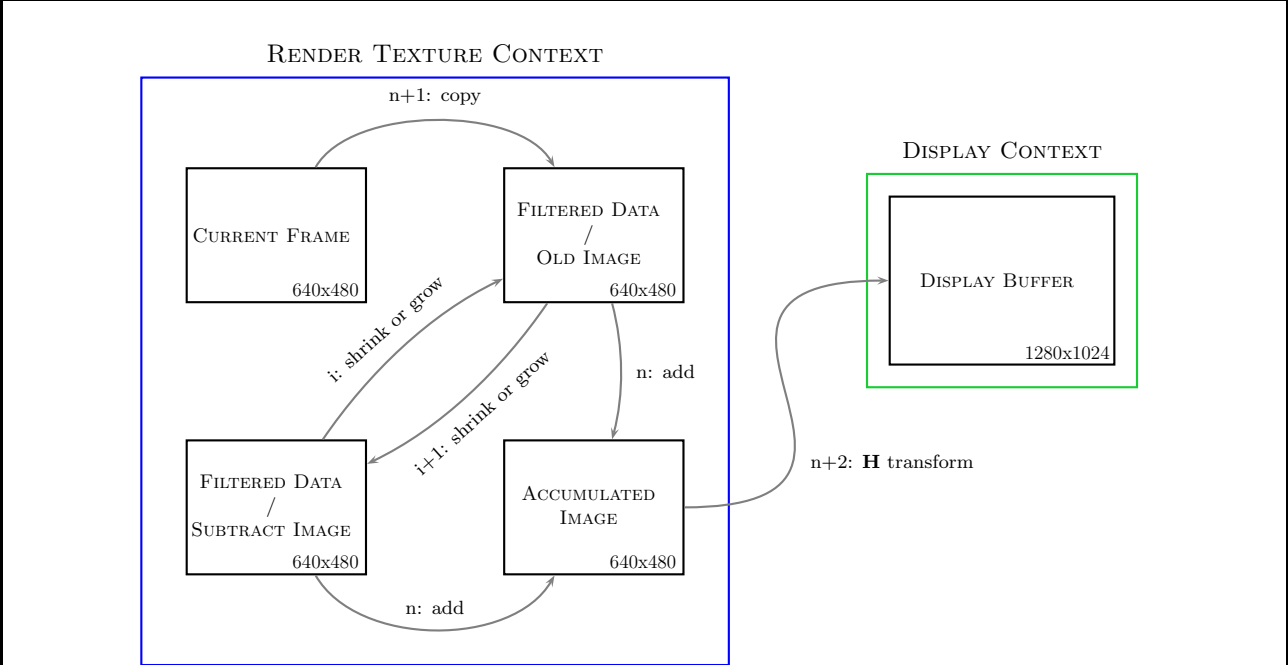 Render Texture Context
n+1: copy
Display Context
Current Frame
640x480
Filtered Data
/
Old Image
640x480
Display Buffer
1280x1024
i: shrink or grow
i+1: shrink or grow
n: add
n+2: H transform
Filtered Data
/
Subtract Image
640x480
Accumulated
Image
640x480
n: add